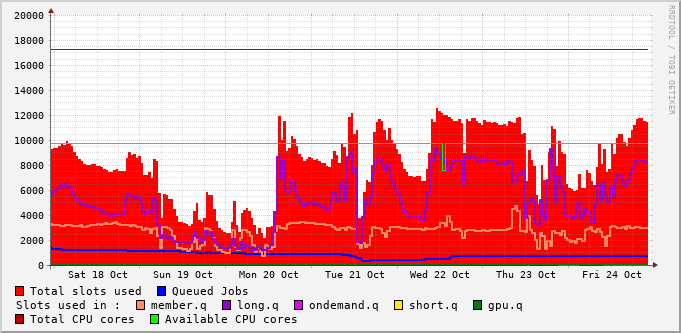 RRDTOOL / TOBI OETIKER
20000
18000
16000
14000
12000
10000
8000
6000
4000
2000
0
Sat 18 Oct Sun 19 Oct Mon 20 Oct Tue 21 Oct Wed 22 Oct Thu 23 Oct Fri 24 Oct
Total slots used Queued Jobs
Slots used in : member.q long.q ondemand.q short.q gpu.q
Total CPU cores Available CPU cores